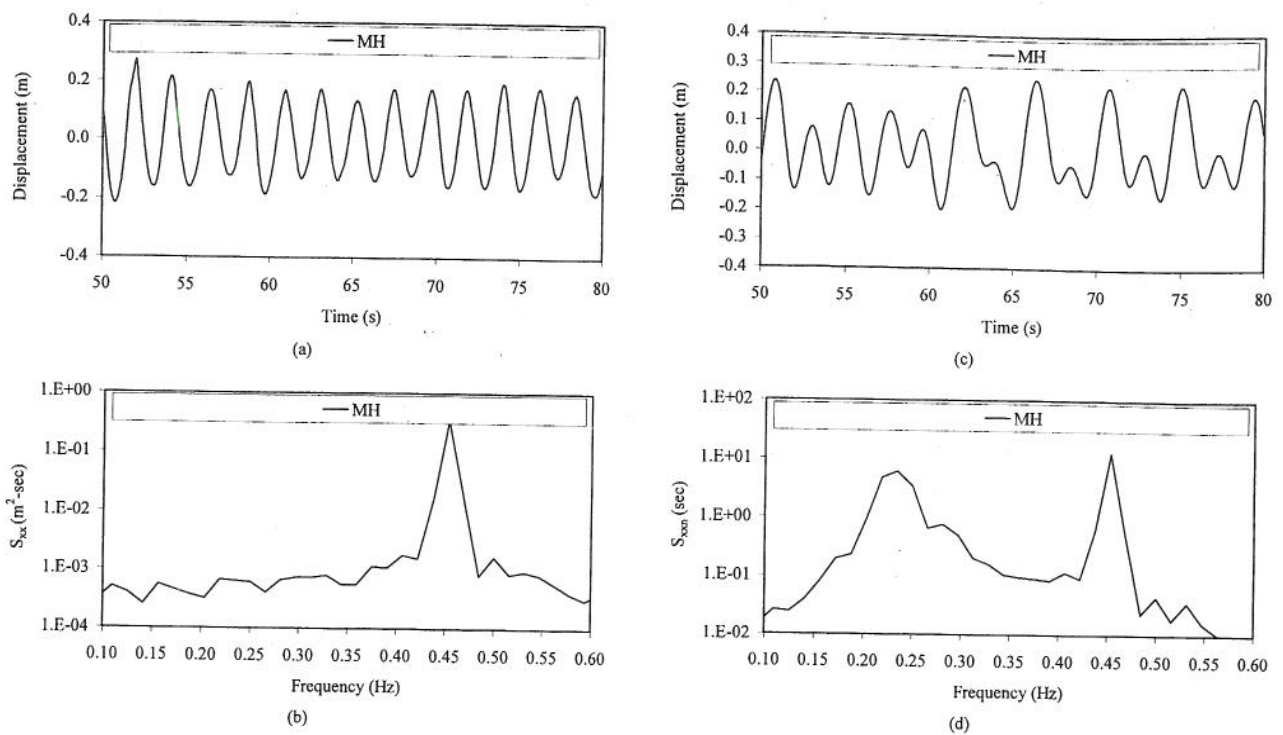 0.4
0.2
0.0
-0.2
-0.4
Displacement (m)
MH
50 55 60 65 70 75 80
Time (s)
(a)
0.4
0.3
0.2
0.1
0.0
-0.1
-0.2
0.3
-0.4
Displacement (m)
MH
50 55 60 65 70 75 80
Time (s)
(c)
1.E+00
1.E-01
1.E-02
1.E-03
1.E-04
Sxx (m²-sec)
MH
0.10 0.15 0.20 0.25 0.30 0.35 0.40 0.45 0.50 0.55 0.60
Frequency (Hz)
(b)
1.E+02
1.E+01
1.E+00
1.E-01
1.E-02
Sxxn (sec)
MH
0.10 0.15 0.20 0.25 0.30 0.35 0.40 0.45 0.50 0.55 0.60
Frequency (Hz)
(d)